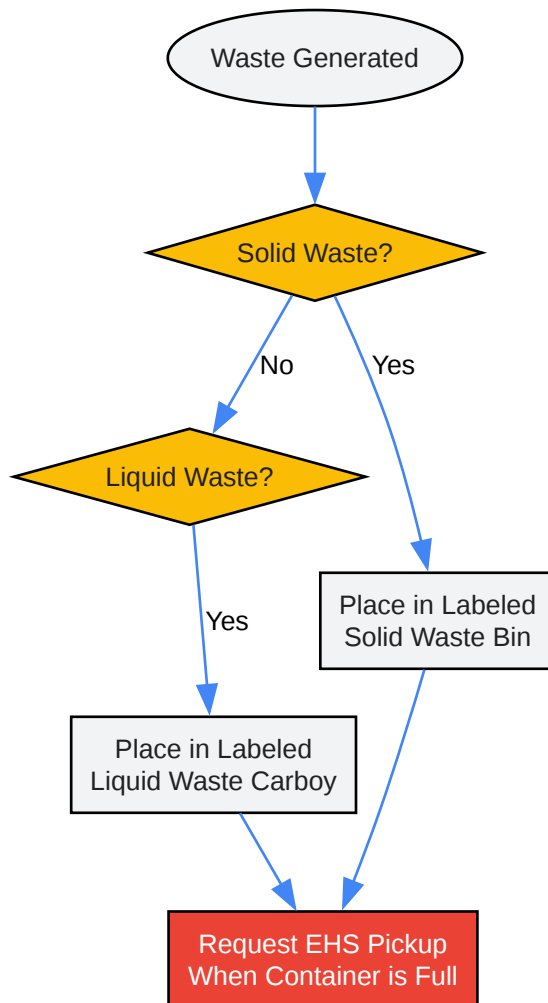 Waste Generated
Solid Waste?
No
Yes
Liquid Waste?
Place in Labeled
Solid Waste Bin
Yes
Place in Labeled
Liquid Waste Carboy
Request EHS Pickup
When Container is Full